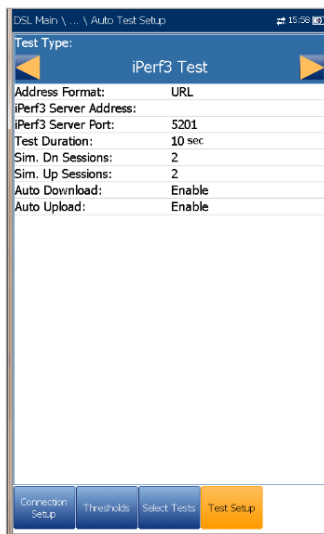 DSL Main \ ... \ Auto Test Setup 15:58
Test Type:
iPerf3 Test
Address Format: URL
iPerf3 Server Address:
iPerf3 Server Port: 5201
Test Duration: 10 sec
Sim. Dn Sessions: 2
Sim. Up Sessions: 2
Auto Download: Enable
Auto Upload: Enable
Connection Setup Thresholds Select Tests Test Setup